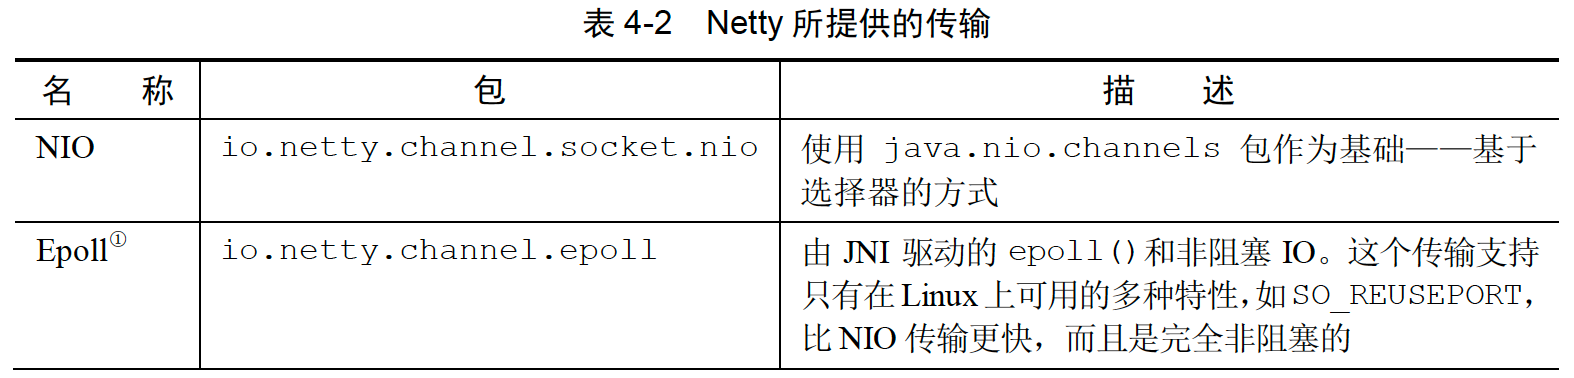 表 4-2 Netty 所提供的传输
名 称 包 描 述
NIO io.netty.channel.socket.nio 使用 java.nio.channels 包作为基础——基于
选择器的方式
Epoll① io.netty.channel.epoll 由 JNI 驱动的 epoll()和非阻塞 IO。这个传输支持
只有在 Linux 上可用的多种特性,如 SO_REUSEPORT,
比 NIO 传输更快，而且是完全非阻塞的